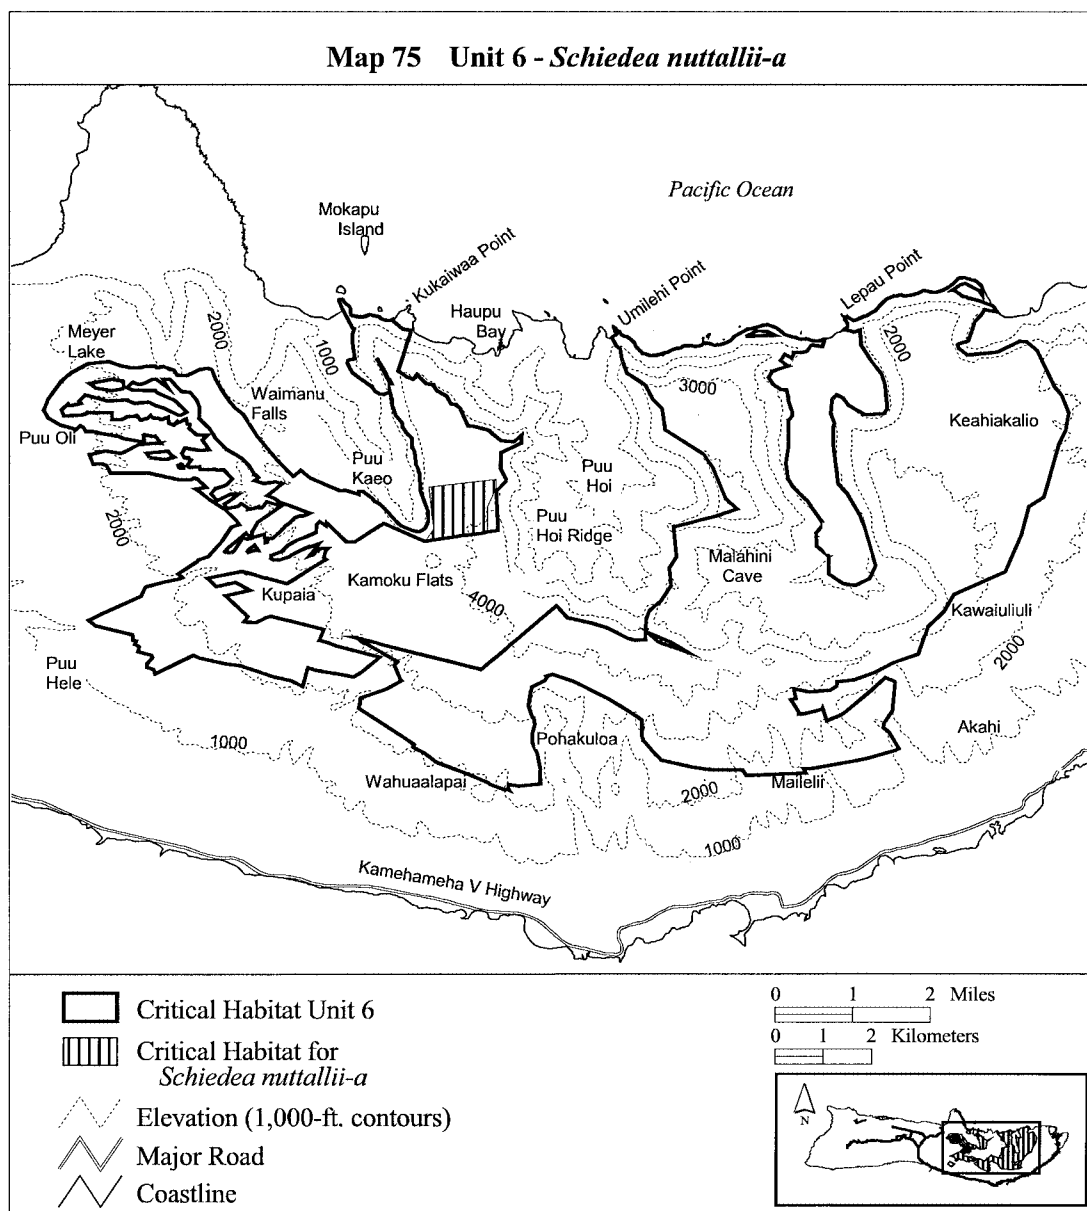 Map 75 Unit 6 - Schiedea nuttallii-a
Pacific Ocean
Mokapu
Island
Kukaiwaa Point
Haupu
Bay
Umilehi Point
Lepau Point
Meyer
Lake
2000
1000
2000
3000
Waimanu
Falls
Keahiakalio
Puu Oli
Puu
Kaeo
Puu
Hoi
2000
Puu
Hoi Ridge
Malahini
Cave
Kamoku Flats
Kupaia
4000
Kawaiuliuli
2000
Puu
Hele
1000
Pohakuloa
Akahi
Wahuaalapai
2000
Mailelii
1000
Kamehameha V Highway
Critical Habitat Unit 6
Critical Habitat for
Schiedea nuttallii-a
Elevation (1,000-ft. contours)
Major Road
Coastline
0 1 2 Miles
0 1 2 Kilometers
N